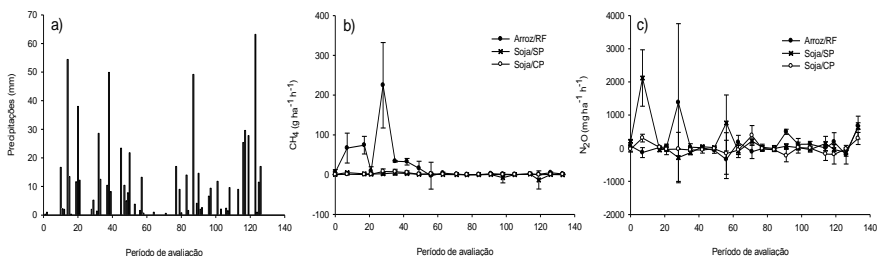 a)
Precipitações (mm)
70
60
50
40
30
20
10
0
0 20 40 60 80 100 120 140
Período de avaliação
b)
Arroz/RF
Soja/SP
Soja/CP
CH4 (g ha-1 h-1)
400
300
200
100
0
-100
0 20 40 60 80 100 120 140
Período de avaliação
c)
Arroz/RF
Soja/SP
Soja/CP
N2O (mg ha-1 h-1)
4000
3000
2000
1000
0
-1000
-2000
0 20 40 60 80 100 120 140
Período de avaliação